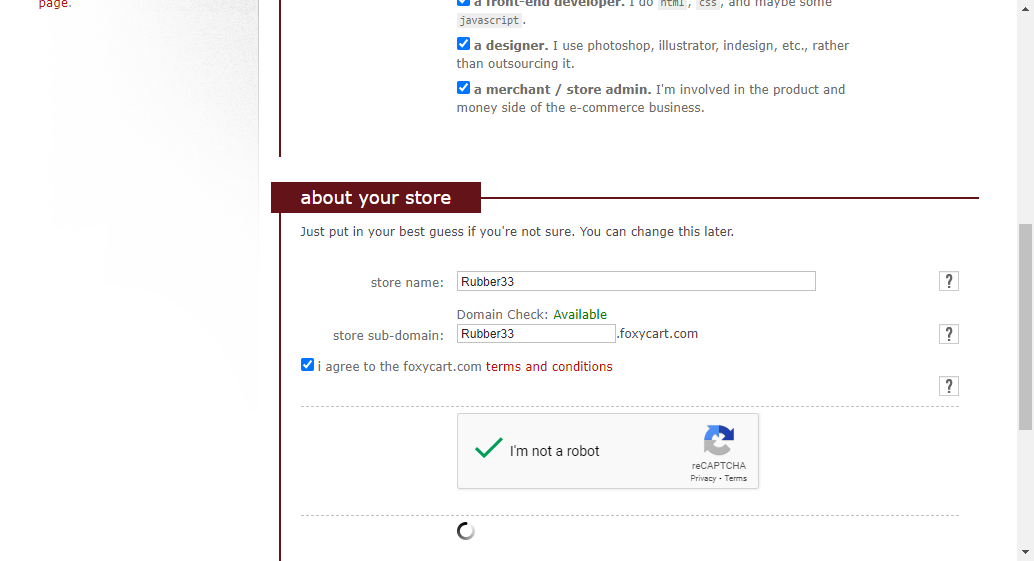 page.
a front-end developer. I do html, css, and maybe some
javascript.
a designer. I use photoshop, illustrator, indesign, etc., rather
than outsourcing it.
a merchant / store admin. I'm involved in the product and
money side of the e-commerce business.
about your store
Just put in your best guess if you're not sure. You can change this later.
store name: Rubber33 ?
Domain Check: Available
store sub-domain: Rubber33 .foxycart.com ?
i agree to the foxycart.com terms and conditions
?
I'm not a robot
reCAPTCHA
Privacy - Terms